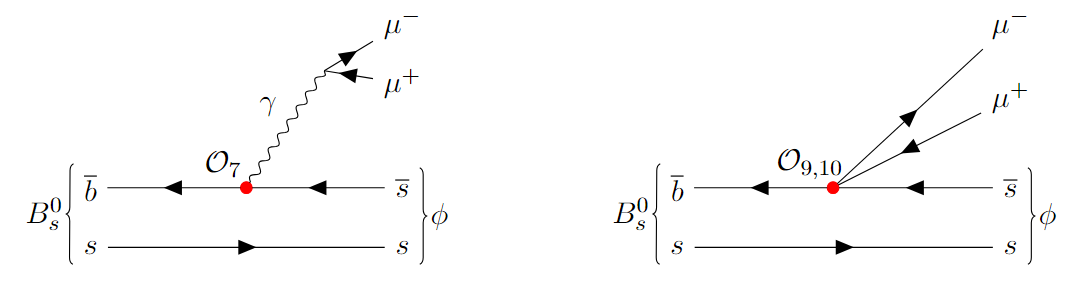 μ⁻
μ⁺
γ
𝒪₇
B⁰ₛ { b̅ s̅ } φ
s s
μ⁻
μ⁺
𝒪₉,₁₀
B⁰ₛ { b̅ s̅ } φ
s s